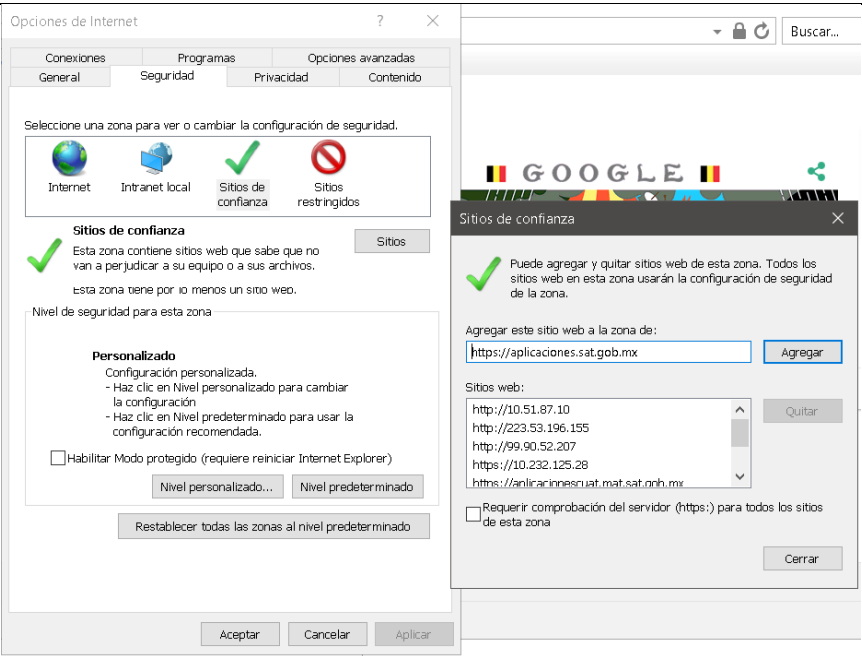 Opciones de Internet
?
Conexiones
Programas
Opciones avanzadas
General
Seguridad
Privacidad
Contenido
Seleccione una zona para ver o cambiar la configuración de seguridad.
Internet
Intranet local
Sitios de
confianza
Sitios
restringidos
Sitios de confianza
Esta zona contiene sitios web que sabe que no
van a perjudicar a su equipo o a sus archivos.
Esta zona tiene por lo menos un sitio web.
Sitios
Nivel de seguridad para esta zona
Personalizado
Configuración personalizada.
- Haz clic en Nivel personalizado para cambiar
la configuración
- Haz clic en Nivel predeterminado para usar la
configuración recomendada.
Habilitar Modo protegido (requiere reiniciar Internet Explorer)
Nivel personalizado...
Nivel predeterminado
Restablecer todas las zonas al nivel predeterminado
Aceptar
Cancelar
Aplicar
Buscar...
GOOGLE
Sitios de confianza
Puede agregar y quitar sitios web de esta zona. Todos los
sitios web en esta zona usarán la configuración de seguridad
de la zona.
Agregar este sitio web a la zona de:
https://aplicaciones.sat.gob.mx
Agregar
Sitios web:
http://10.51.87.10
http://223.53.196.155
http://99.90.52.207
https://10.232.125.28
https://aplicacionescuat.mat.sat.gob.mx
Quitar
Requerir comprobación del servidor (https:) para todos los sitios
de esta zona
Cerrar